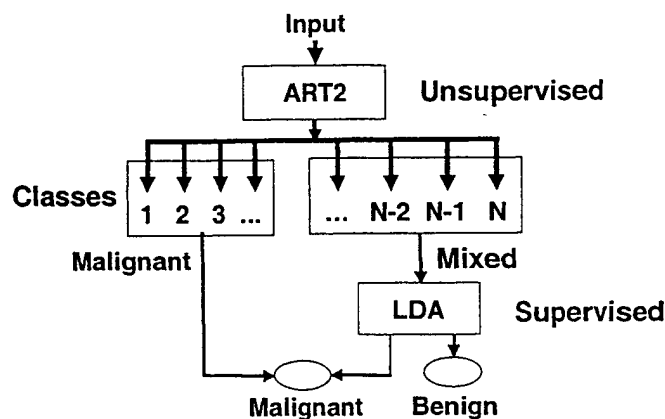 Input
ART2
Unsupervised
Classes
1 2 3 ...
... N-2 N-1 N
Malignant
Mixed
LDA
Supervised
Malignant
Benign